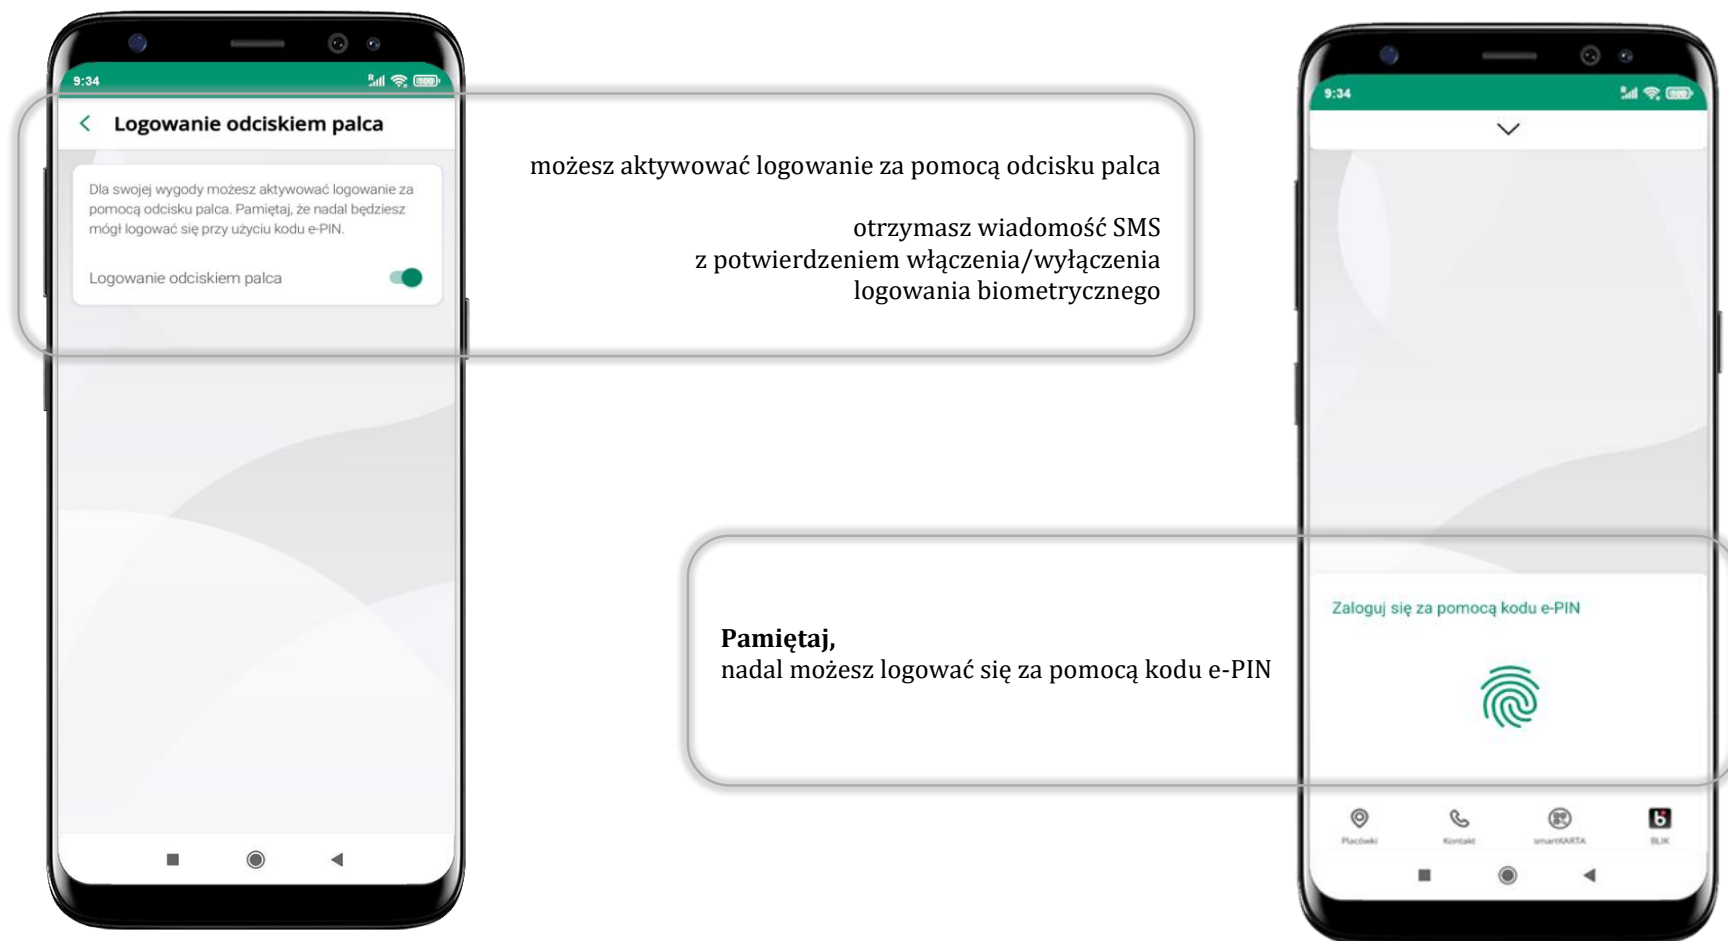 9:34
Logowanie odciskiem palca
Dla swojej wygody możesz aktywować logowanie za
pomocą odcisku palca. Pamiętaj, że nadal będziesz
mógł logować się przy użyciu kodu e-PIN.
Logowanie odciskiem palca
możesz aktywować logowanie za pomocą odcisku palca
otrzymasz wiadomość SMS
z potwierdzeniem włączenia/wyłączenia
logowania biometrycznego
Pamiętaj,
nadal możesz logować się za pomocą kodu e-PIN
9:34
Zaloguj się za pomocą kodu e-PIN
Placówki
Kontakt
smartKARTA
BLIK